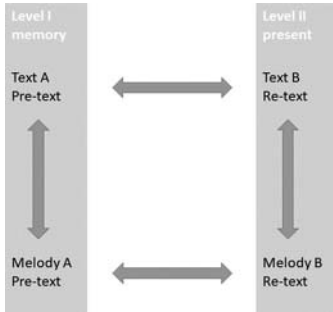 Level I
memory
Level II
present
Text A
Pre-text
Text B
Re-text
Melody A
Pre-text
Melody B
Re-text